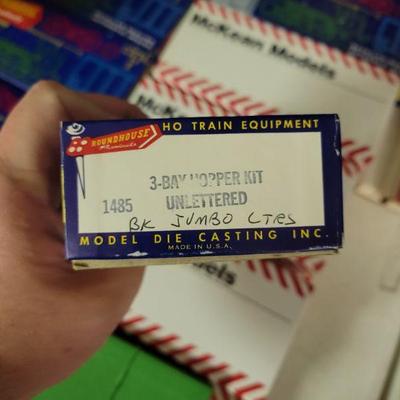 McKean Models
ROUNDHOUSE
HO TRAIN EQUIPMENT
3-BAY HOPPER KIT
1485 UNLETTERED
BK JUMBO CTRS
MODEL DIE CASTING INC.
MADE IN U.S.A.